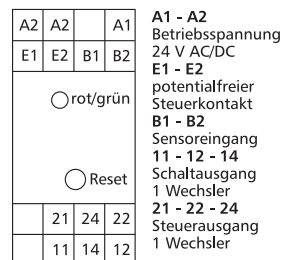 A2 A2 A1
E1 E2 B1 B2
rot/grün
Reset
21 24 22
11 14 12
A1 - A2
Betriebsspannung
24 V AC/DC
E1 - E2
potentialfreier
Steuerkontakt
B1 - B2
Sensoreingang
11 - 12 - 14
Schaltausgang
1 Wechsler
21 - 22 - 24
Steuerausgang
1 Wechsler